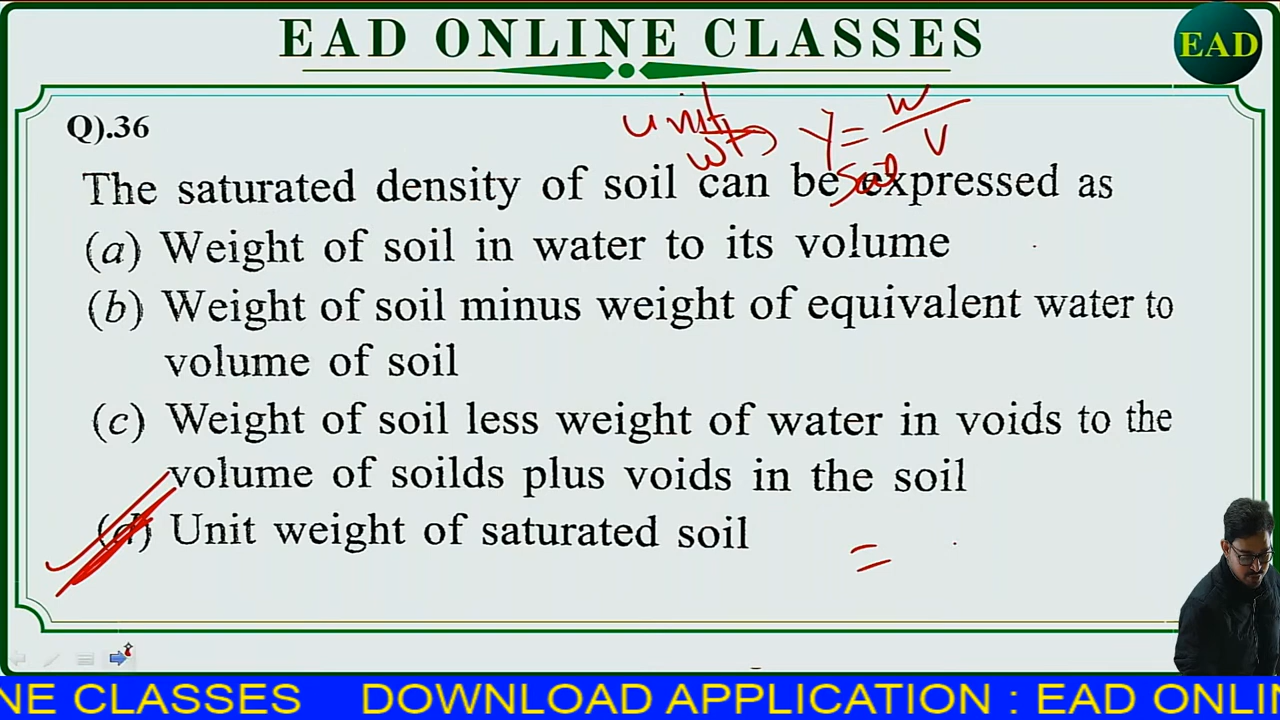 EAD ONLINE CLASSES
EAD
Q).36
unit wt γ = W/V
soil
The saturated density of soil can be expressed as
(a) Weight of soil in water to its volume
(b) Weight of soil minus weight of equivalent water to
volume of soil
(c) Weight of soil less weight of water in voids to the
volume of soilds plus voids in the soil
(d) Unit weight of saturated soil
=
NE CLASSES DOWNLOAD APPLICATION : EAD ONLIN